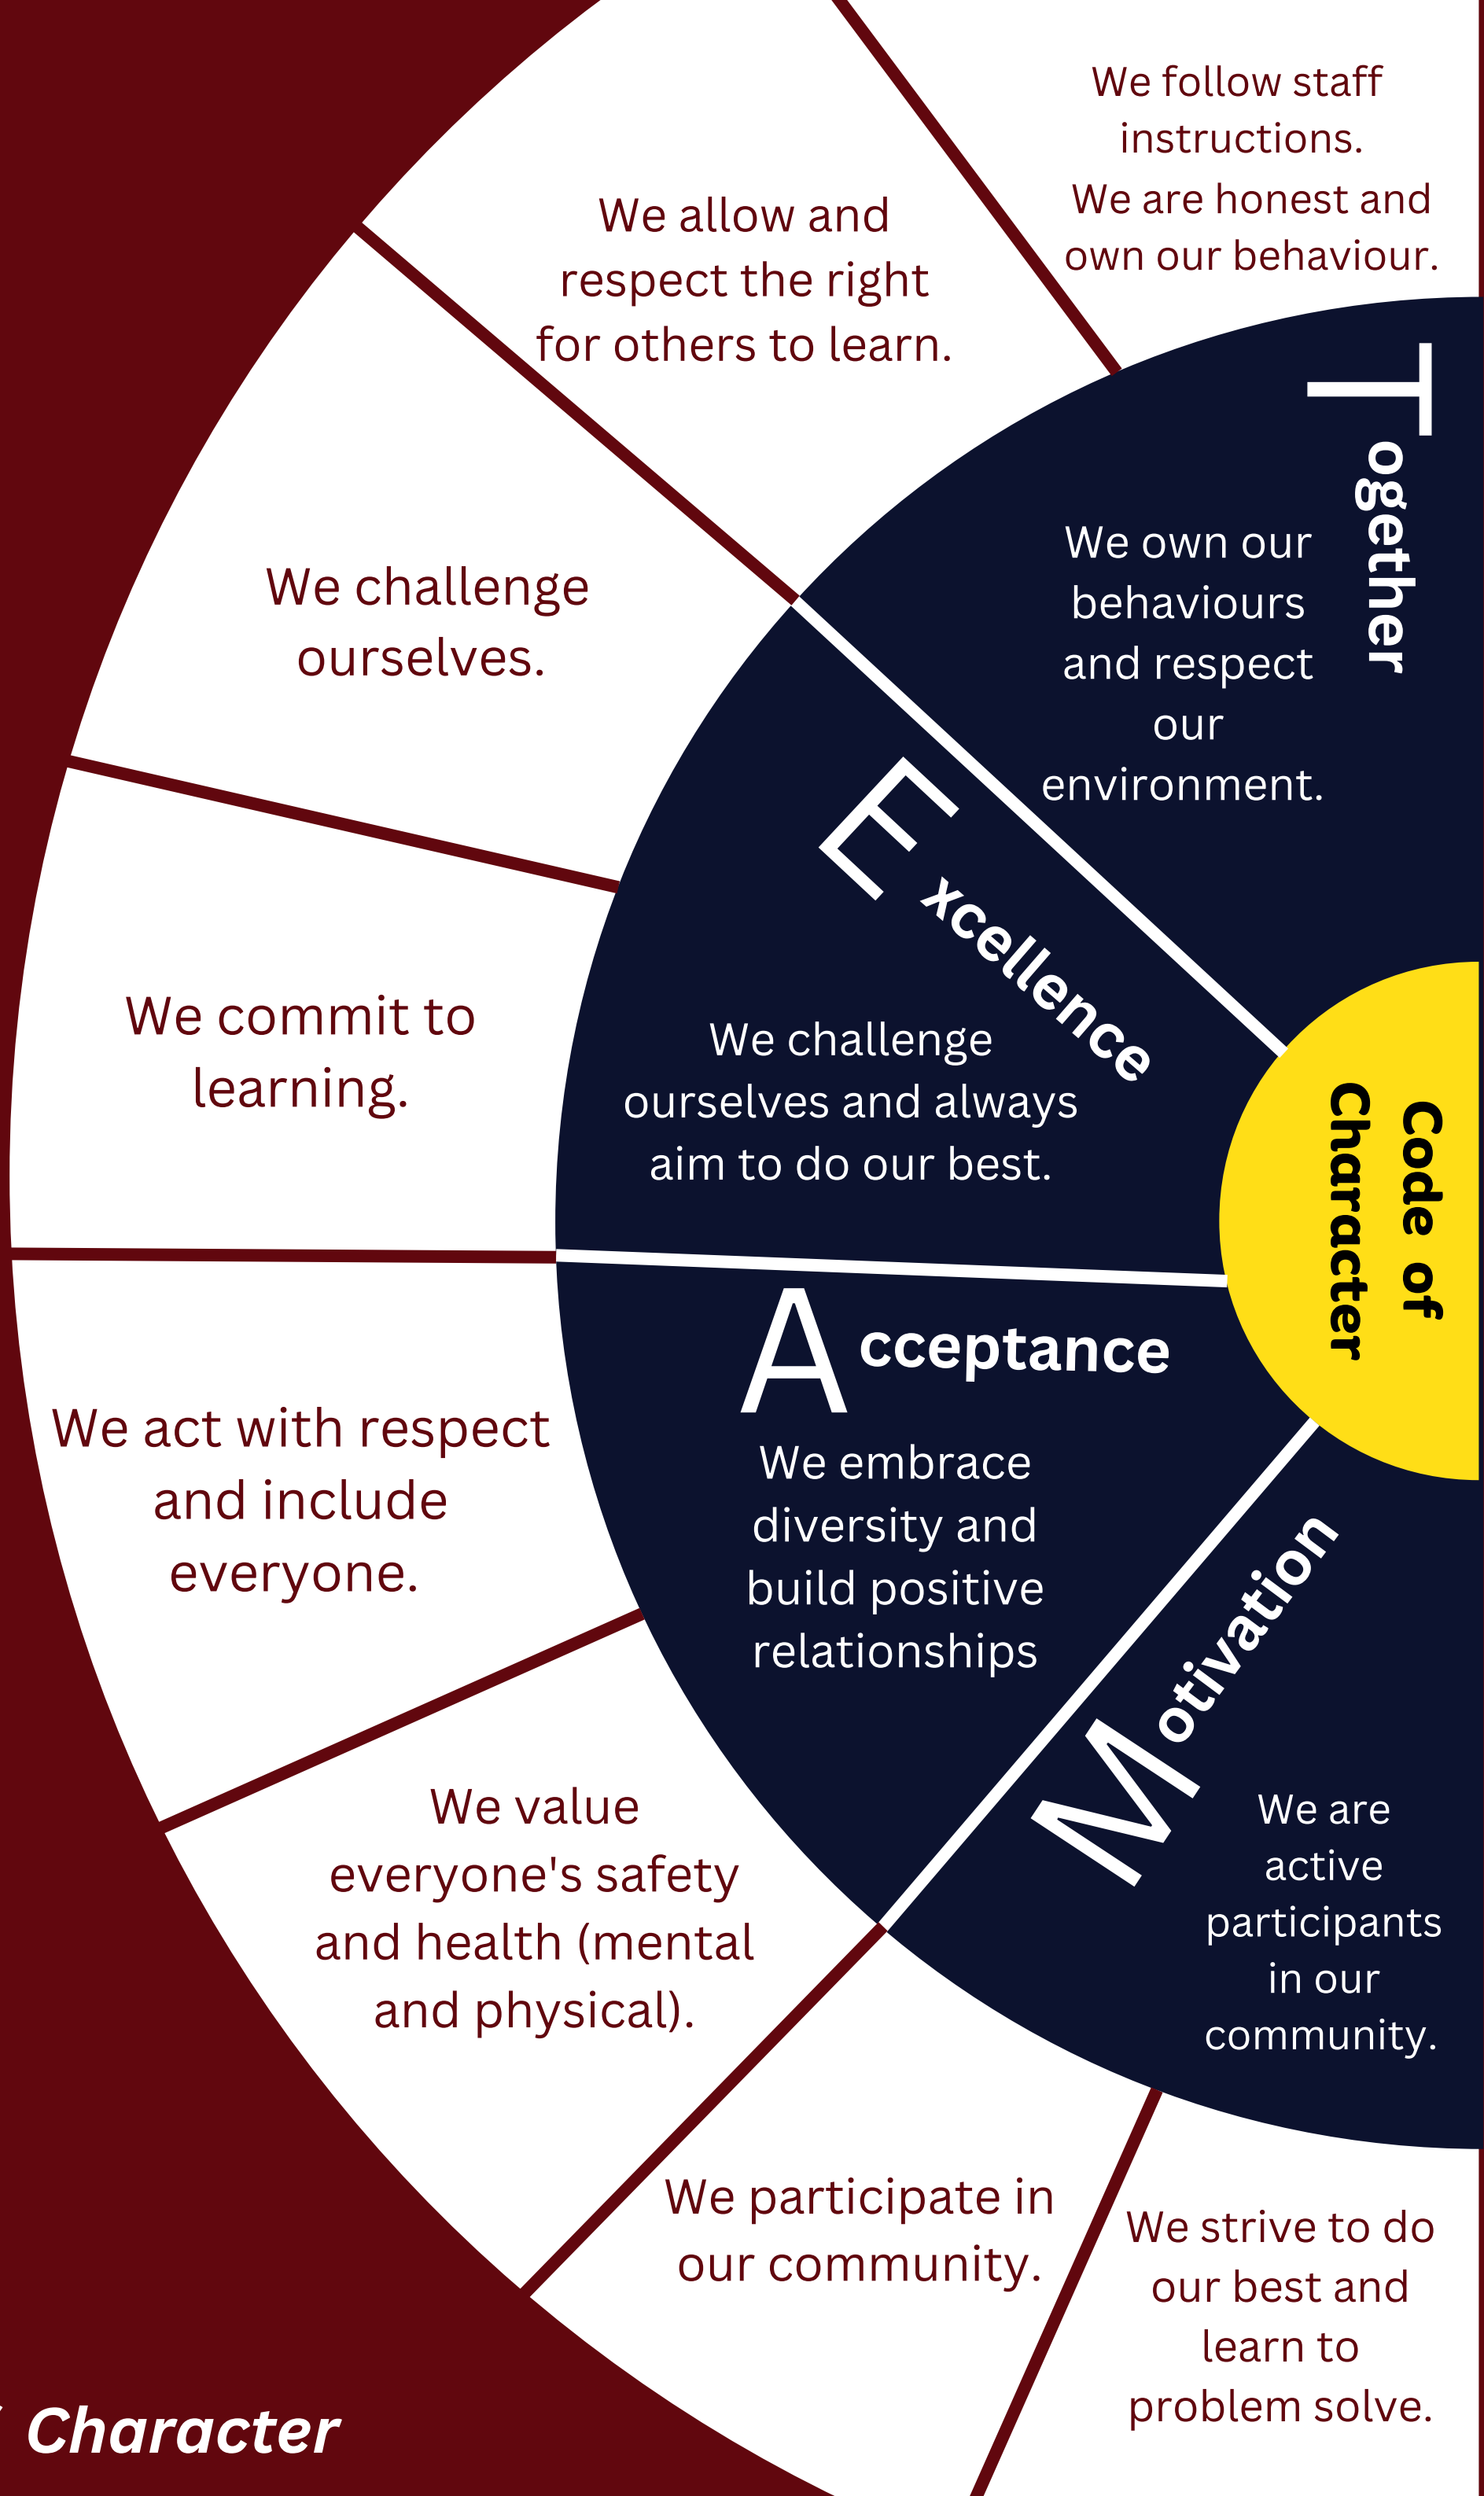 We follow staff
instructions.
We are honest and
own our behaviour.
We allow and
respect the right
for others to learn.
Together
We own our
behaviours
and respect
our
environment.
We challenge
ourselves.
Excellence
We challenge
ourselves and always
aim to do our best.
We commit to
learning.
Code of
Character
Acceptance
We embrace
diversity and
build positive
relationships
We act with respect
and include
everyone.
Motivation
We are
active
participants
in our
community.
We value
everyone's safety
and health (mental
and physical).
We participate in
our community.
We strive to do
our best and
learn to
problem solve.
Character